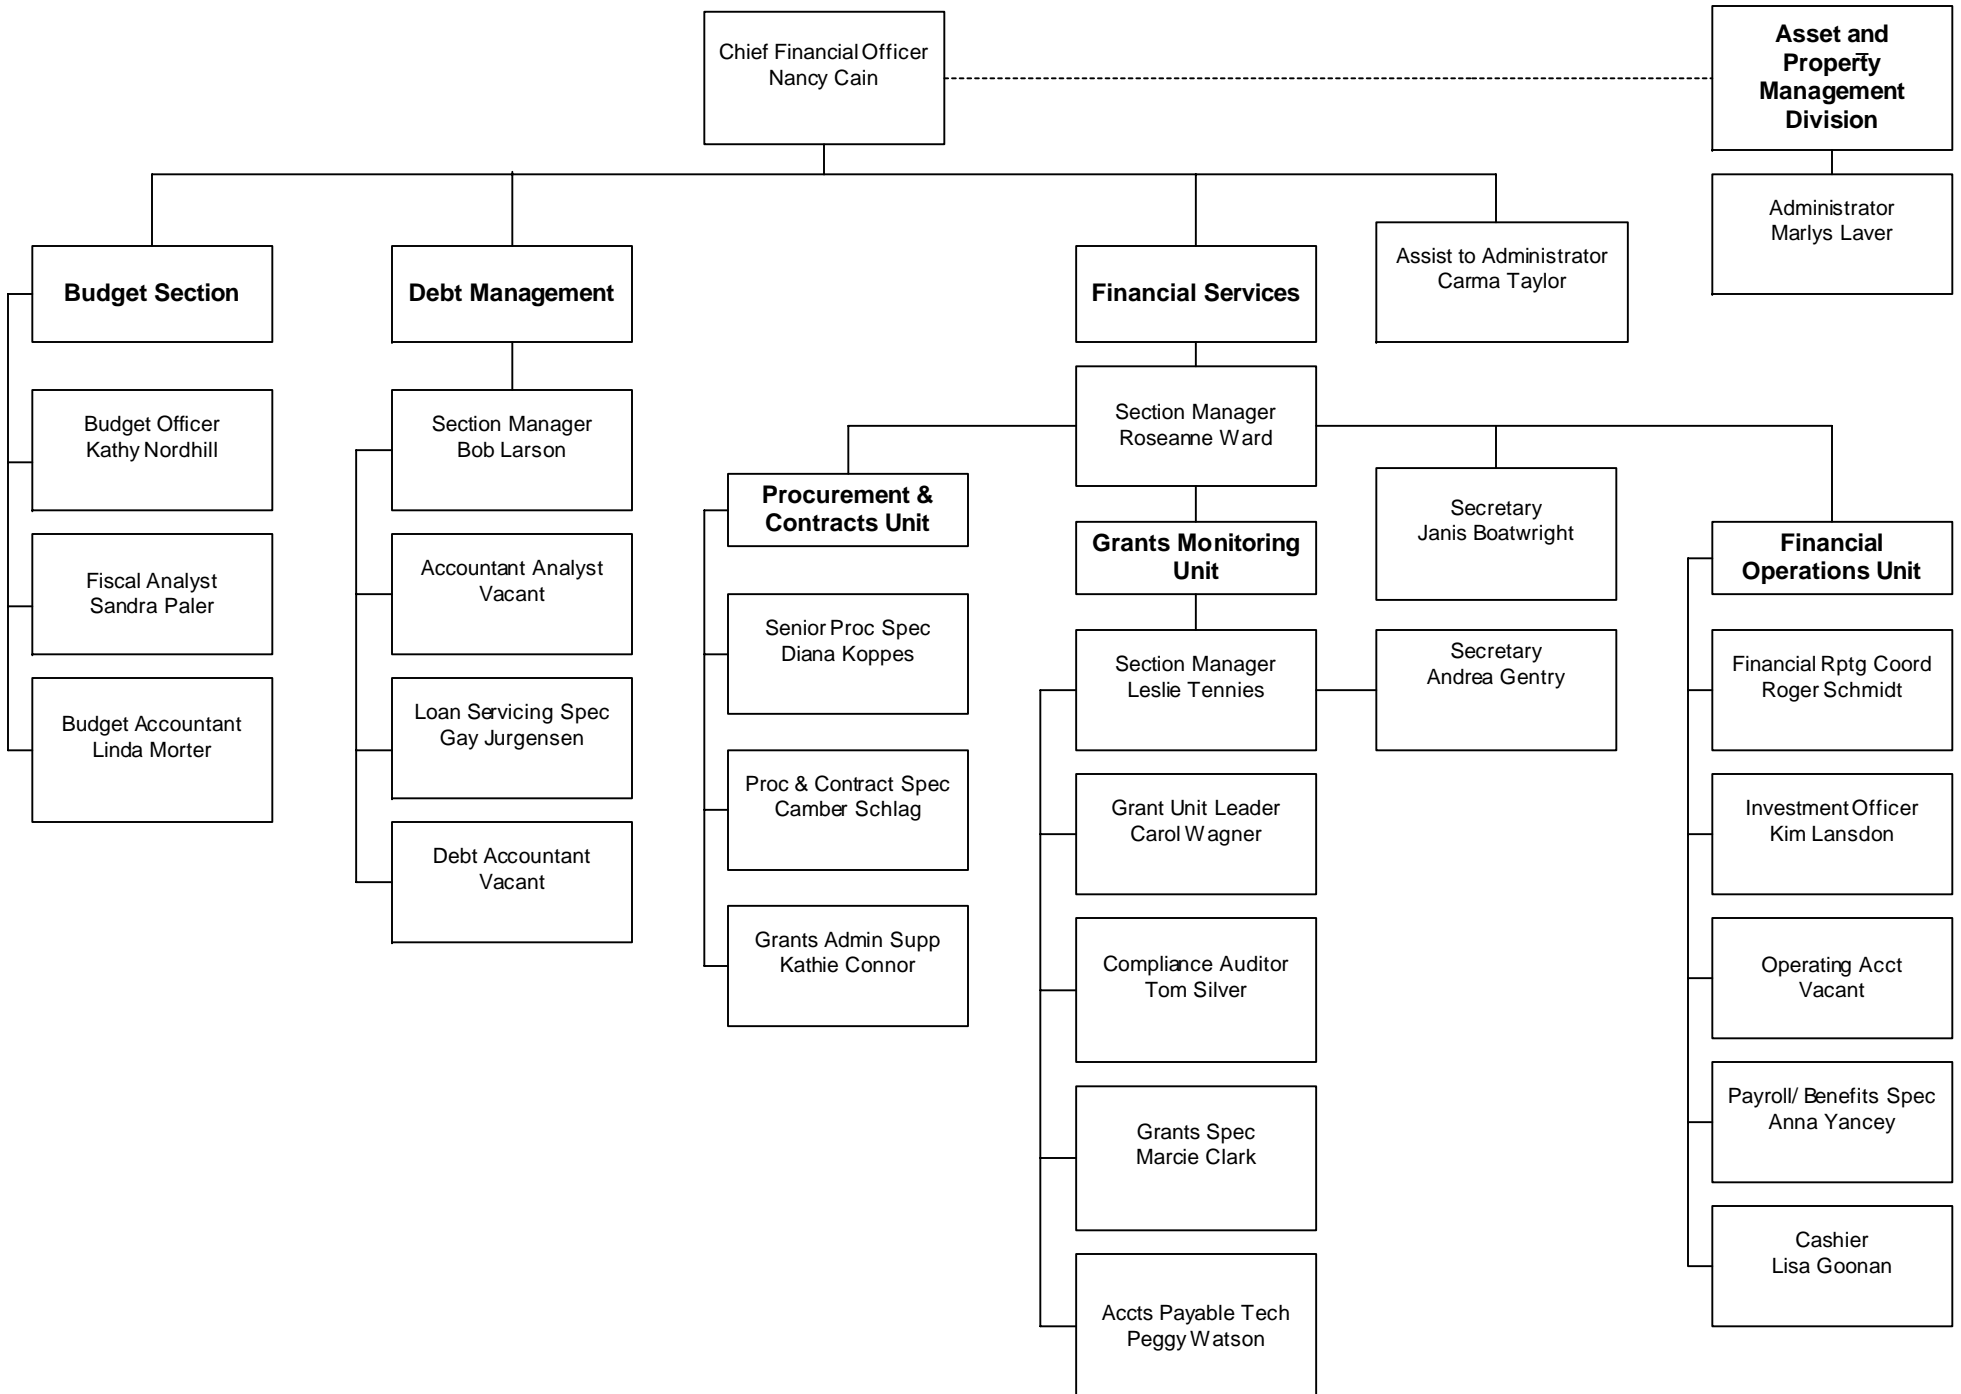 Chief Financial Officer
Nancy Cain
Asset and
Property
Management
Division
Administrator
Marlys Laver
Budget Section
Debt Management
Financial Services
Assist to Administrator
Carma Taylor
Budget Officer
Kathy Nordhill
Fiscal Analyst
Sandra Paler
Budget Accountant
Linda Morter
Section Manager
Bob Larson
Accountant Analyst
Vacant
Loan Servicing Spec
Gay Jurgensen
Debt Accountant
Vacant
Section Manager
Roseanne Ward
Procurement &
Contracts Unit
Senior Proc Spec
Diana Koppes
Proc & Contract Spec
Camber Schlag
Grants Admin Supp
Kathie Connor
Grants Monitoring
Unit
Section Manager
Leslie Tennies
Grant Unit Leader
Carol Wagner
Compliance Auditor
Tom Silver
Grants Spec
Marcie Clark
Accts Payable Tech
Peggy Watson
Secretary
Janis Boatwright
Secretary
Andrea Gentry
Financial
Operations Unit
Financial Rptg Coord
Roger Schmidt
Investment Officer
Kim Lansdon
Operating Acct
Vacant
Payroll/ Benefits Spec
Anna Yancey
Cashier
Lisa Goonan